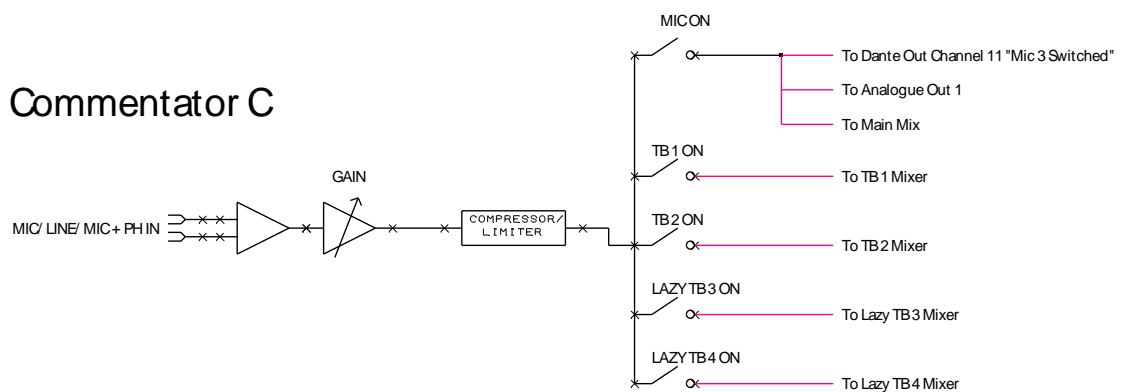 MIC ON
To Dante Out Channel 11 "Mic 3 Switched"
Commentator C
To Analogue Out 1
To Main Mix
TB1 ON
GAIN
To TB1 Mixer
MIC/ LINE/ MIC + PH IN
COMPRESSOR/
LIMITER
TB2 ON
To TB2 Mixer
LAZY TB3 ON
To Lazy TB3 Mixer
LAZY TB4 ON
To Lazy TB4 Mixer